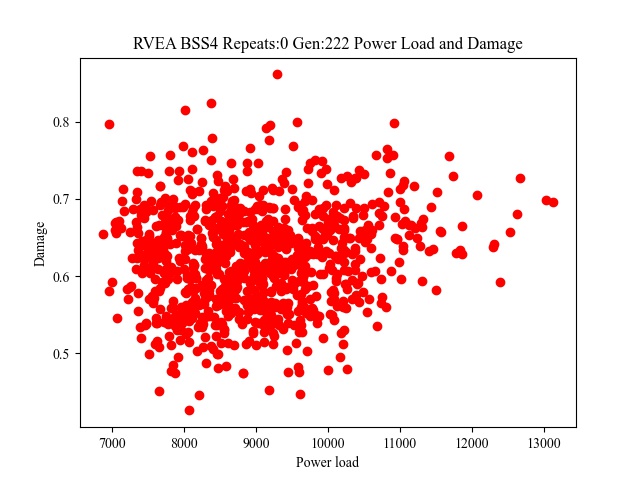 RVEA BSS4 Repeats:0 Gen:222 Power Load and Damage
0.8
0.7
0.6
0.5
Damage
7000 8000 9000 10000 11000 12000 13000
Power load